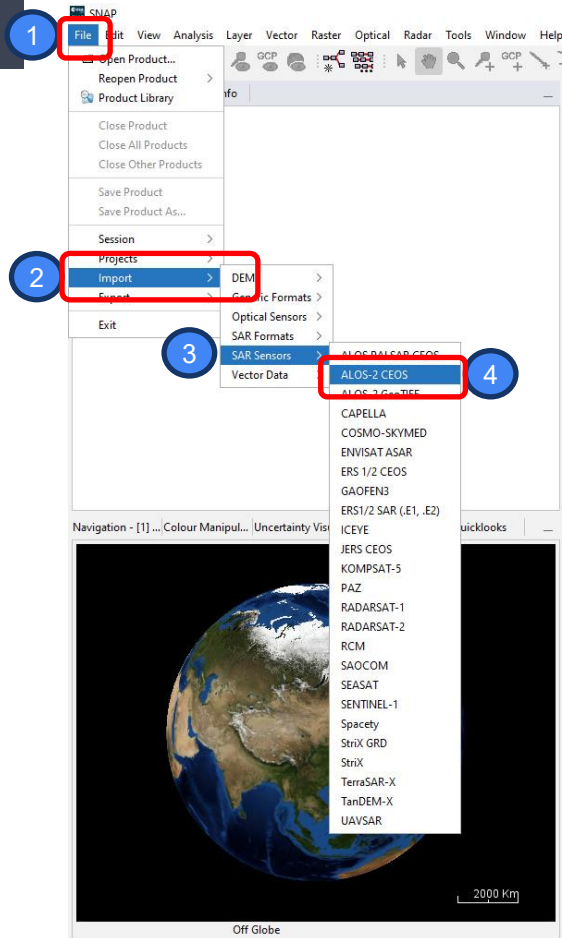 SNAP
1
File Edit View Analysis Layer Vector Raster Optical Radar Tools Window Help
Open Product...
GCP
GCP
Reopen Product
Product Library
Close Product
Close All Products
Close Other Products
Save Product
Save Product As...
Session
Projects
2
Import
Export
Exit
DEM
Generic Formats
Optical Sensors
SAR Formats
3
SAR Sensors
Vector Data
ALOS PALSAR CEOS
ALOS-2 CEOS
4
ALOS-2 GeoTIFF
CAPELLA
COSMO-SKYMED
ENVISAT ASAR
ERS 1/2 CEOS
GAOFEN3
ERS1/2 SAR (.E1, .E2)
ICEYE
JERS CEOS
KOMPSAT-5
PAZ
RADARSAT-1
RADARSAT-2
RCM
SAOCOM
SEASAT
SENTINEL-1
Spacety
StriX GRD
StriX
TerraSAR-X
TanDEM-X
UAVSAR
Navigation - [1] ... Colour Manipul... Uncertainty Vis uicklooks
2000 Km
Off Globe